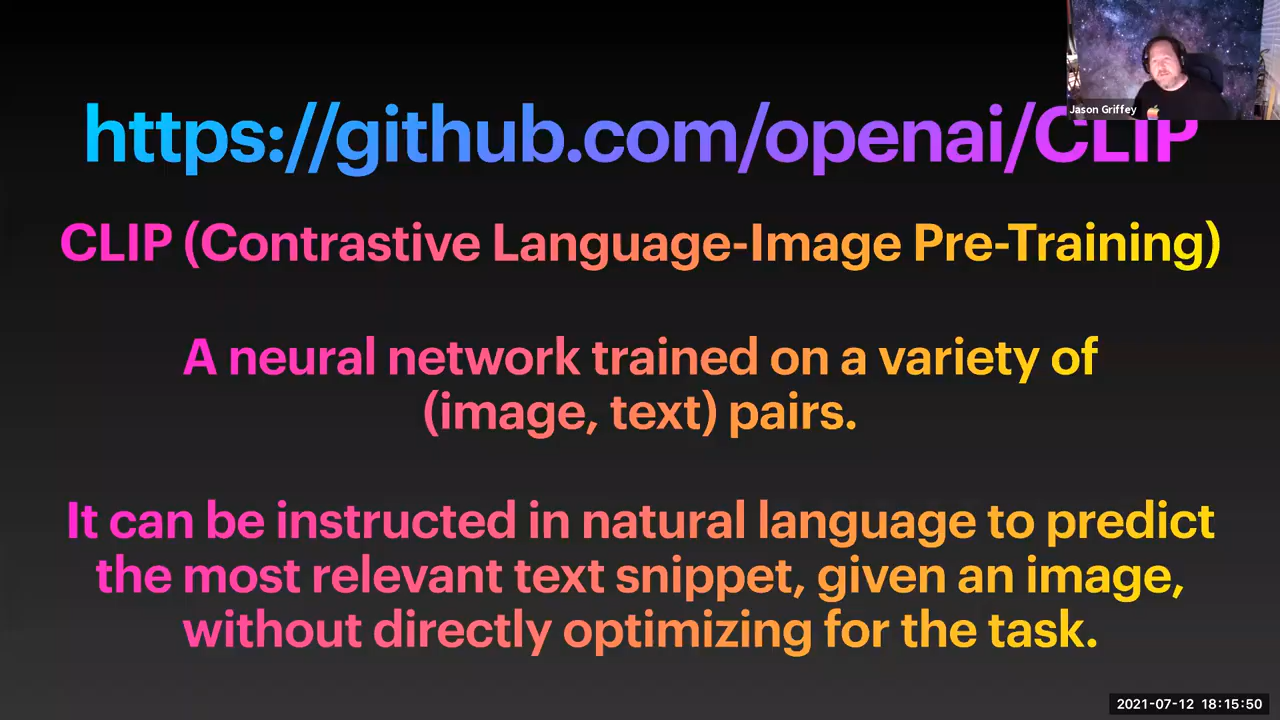 https://github.com/openai/CLIP
Jason Griffey
CLIP (Contrastive Language-Image Pre-Training)
A neural network trained on a variety of
(image, text) pairs.
It can be instructed in natural language to predict
the most relevant text snippet, given an image,
without directly optimizing for the task.
2021-07-12 18:15:50